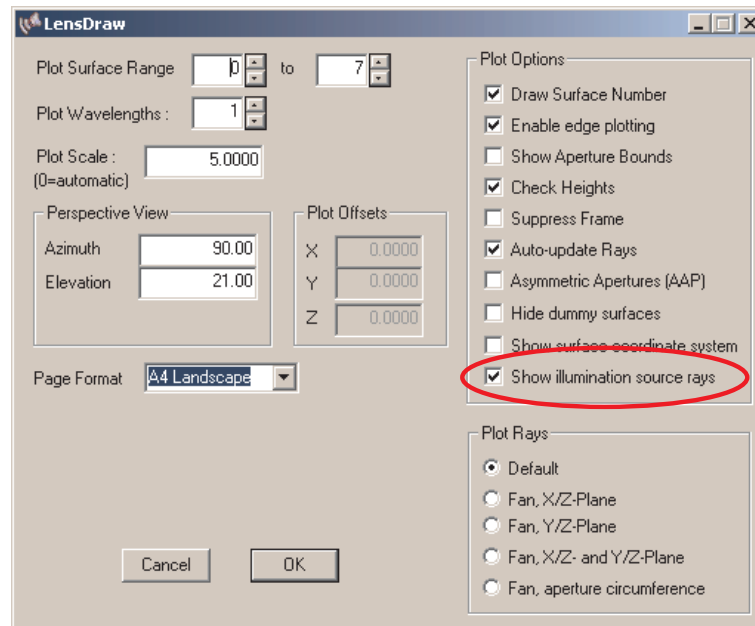 LensDraw
Plot Surface Range 0 to 7
Plot Wavelengths : 1
Plot Scale : 5.0000
(0=automatic)
Perspective View
Azimuth 90.00
Elevation 21.00
Plot Offsets
X 0.0000
Y 0.0000
Z 0.0000
Page Format A4 Landscape
Cancel OK
Plot Options
Draw Surface Number
Enable edge plotting
Show Aperture Bounds
Check Heights
Suppress Frame
Auto-update Rays
Asymmetric Apertures (AAP)
Hide dummy surfaces
Show surface coordinate system
Show illumination source rays
Plot Rays
Default
Fan, X/Z-Plane
Fan, Y/Z-Plane
Fan, X/Z- and Y/Z-Plane
Fan, aperture circumference